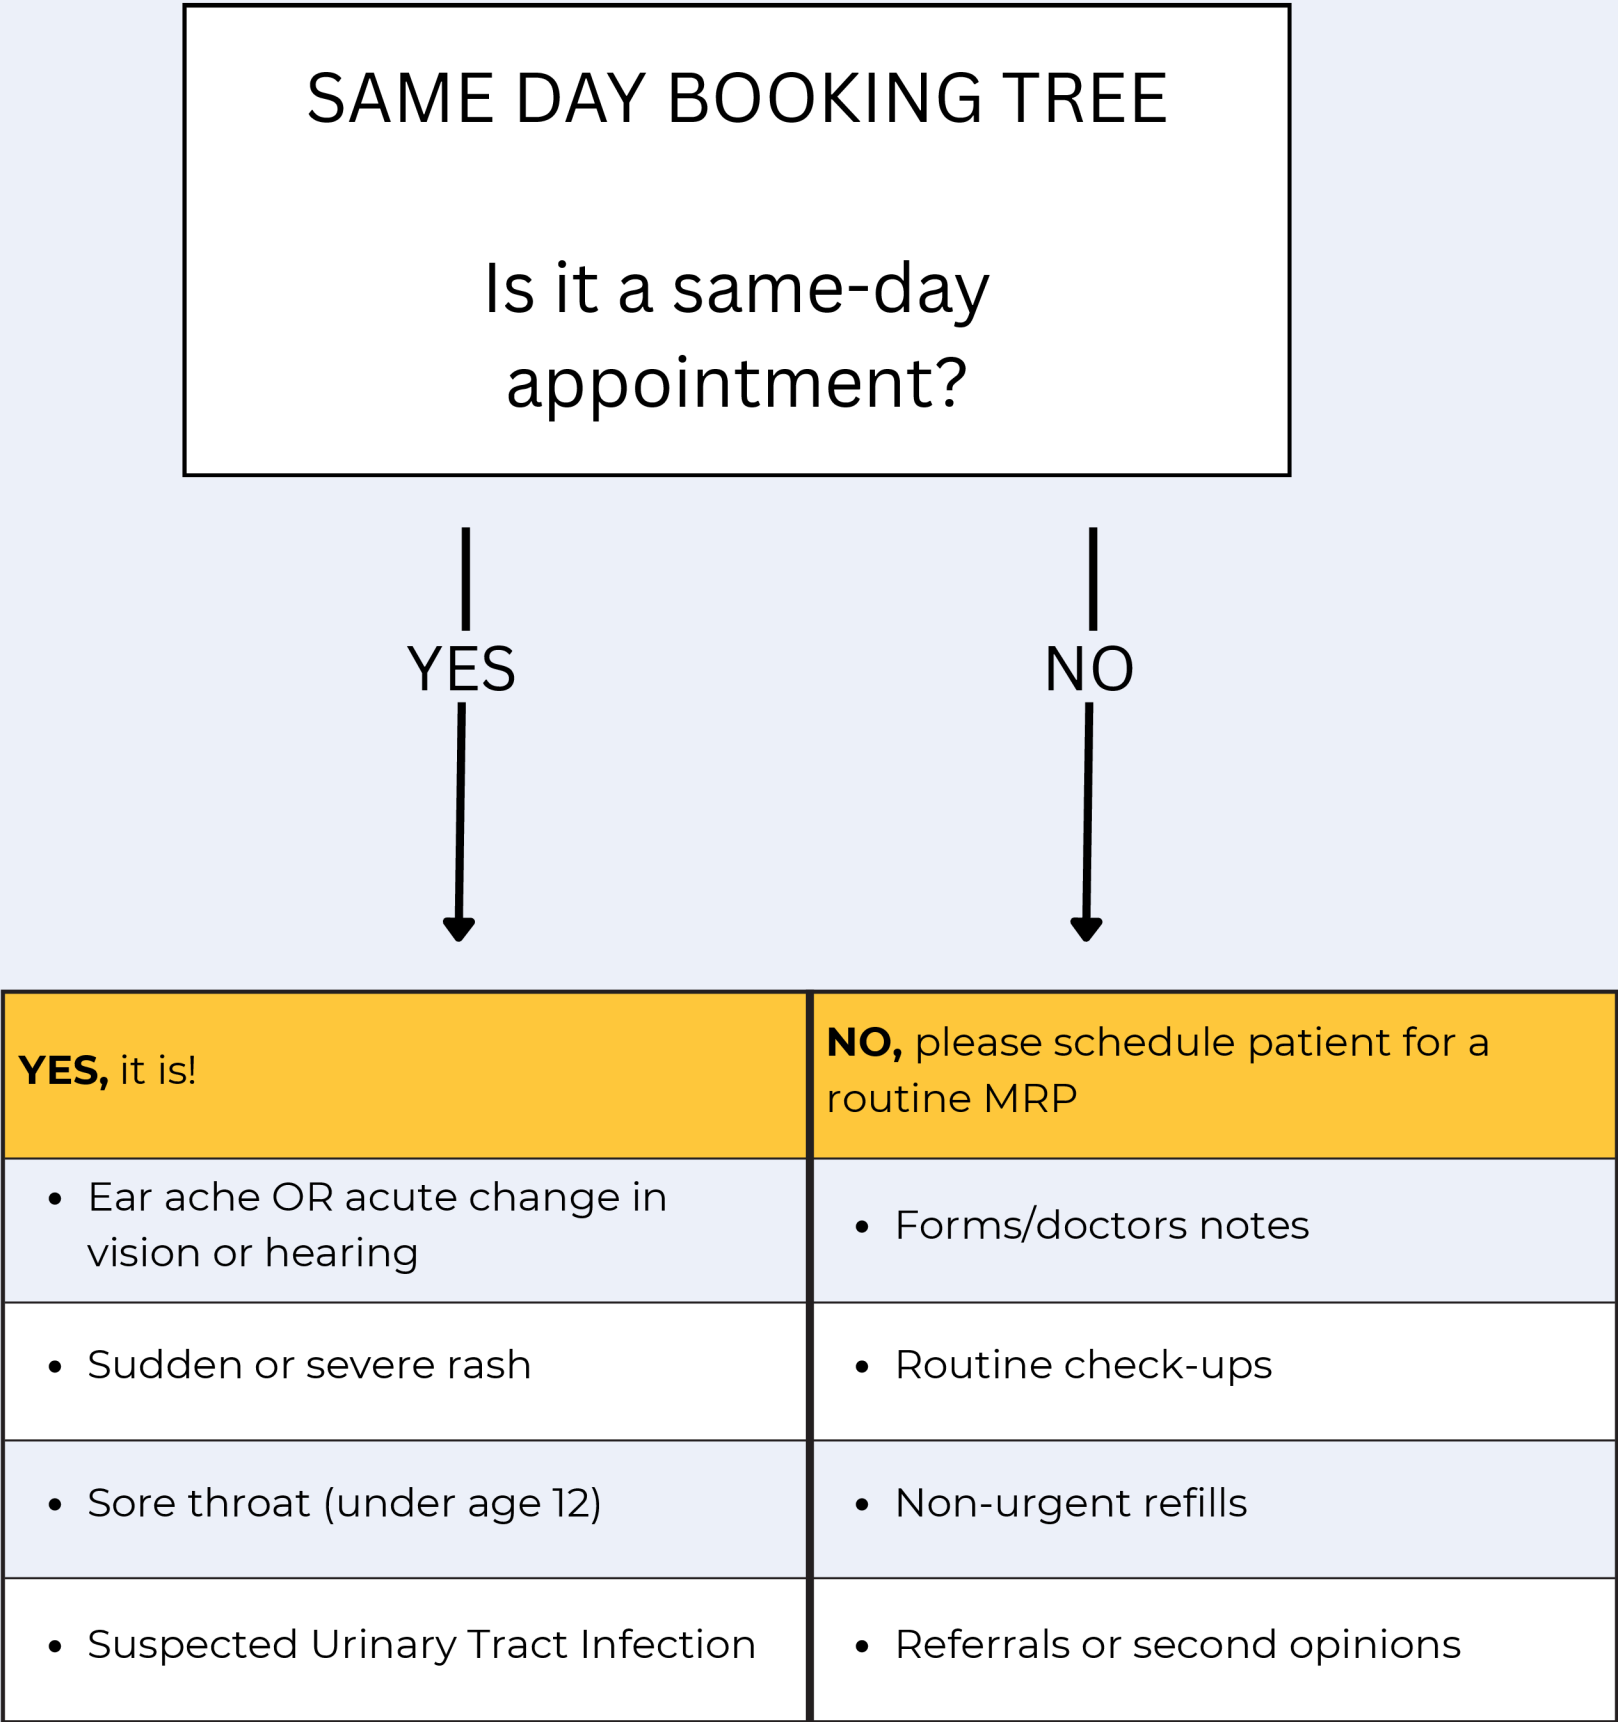 SAME DAY BOOKING TREE
Is it a same-day
appointment?
YES
NO
YES, it is!
NO, please schedule patient for a
routine MRP
• Ear ache OR acute change in
vision or hearing
• Forms/doctors notes
• Sudden or severe rash
• Routine check-ups
• Sore throat (under age 12)
• Non-urgent refills
• Suspected Urinary Tract Infection
• Referrals or second opinions